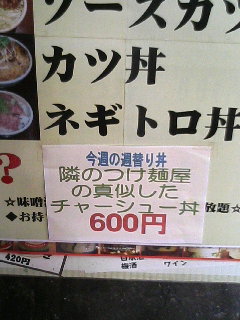 ソースカツ
カツ丼
ネギトロ丼
?
今週の週替り丼
隣のつけ麺屋
の真似した
チャーシュー丼
600円
☆味噌
放題☆
◆お持
420円
梅酒
ワイン